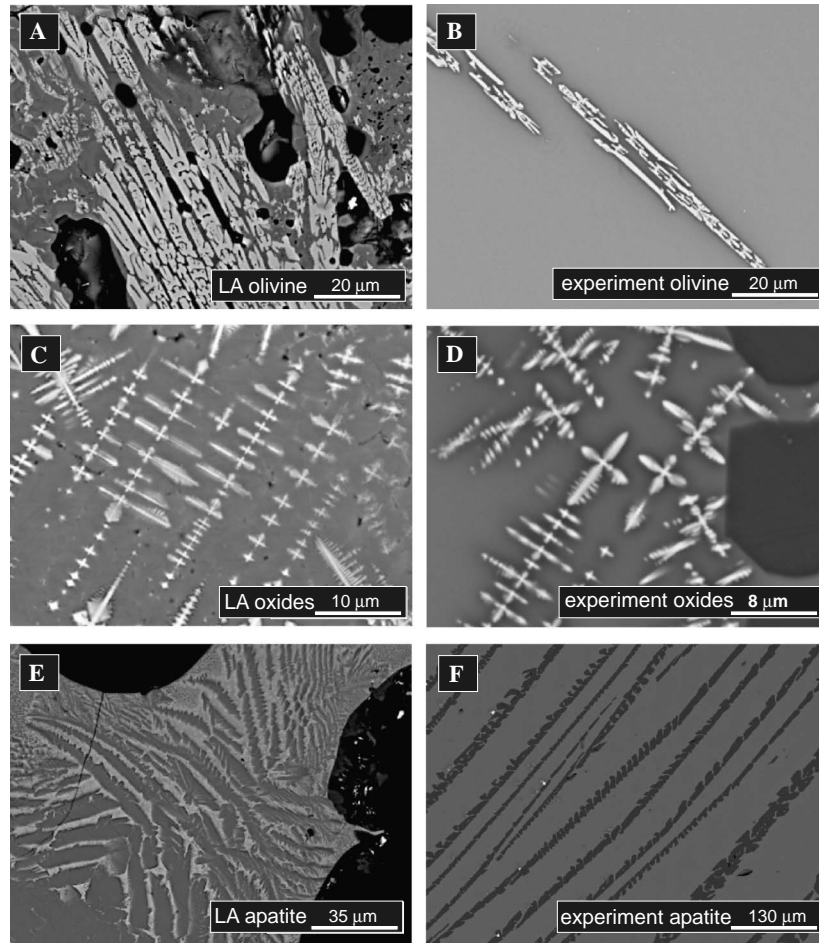 A
LA olivine
20 µm
B
experiment olivine
20 µm
C
LA oxides
10 µm
D
experiment oxides
8 µm
E
LA apatite
35 µm
F
experiment apatite
130 µm